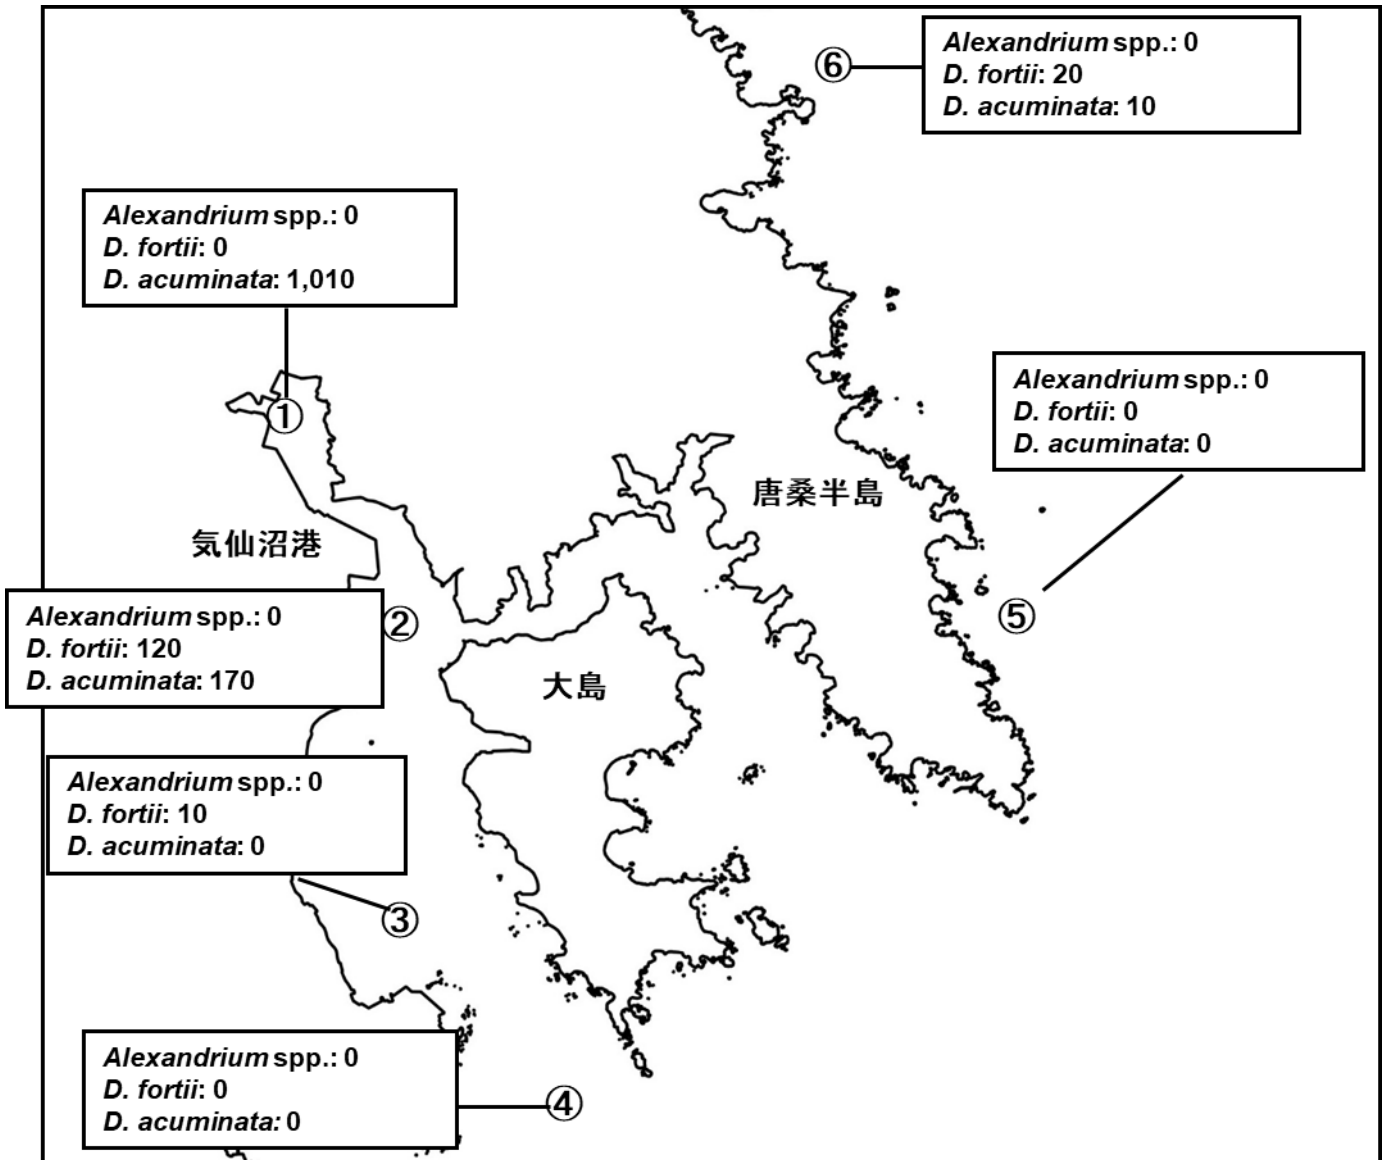 Alexandrium spp.: 0
D. fortii: 20
D. acuminata: 10
⑥
Alexandrium spp.: 0
D. fortii: 0
D. acuminata: 1,010
①
Alexandrium spp.: 0
D. fortii: 0
D. acuminata: 0
⑤
唐桑半島
気仙沼港
Alexandrium spp.: 0
D. fortii: 120
D. acuminata: 170
②
大島
Alexandrium spp.: 0
D. fortii: 10
D. acuminata: 0
③
Alexandrium spp.: 0
D. fortii: 0
D. acuminata: 0
④